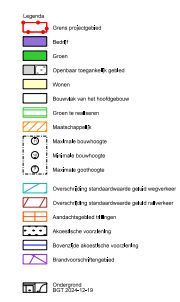 Legenda
Grens projectgebied
Bedrijf
Groen
Openbaar toegankelijk gebied
Wonen
Bouwvlak van het hoofdgebouw
Groen te realiseren
Maatschappelijk
Maximale bouwhoogte
Minimale bouwhoogte
Maximale goothoogte
Overschrijding standaardwaarde geluid wegverkeer
Overschrijding standaardwaarde geluid railverkeer
Aandachtsgebied trillingen
Akoestische voorziening
Bovenzijde akoestische voorziening
Brandvoorschriftengebied
Ondergrond
BGT 2024-12-19